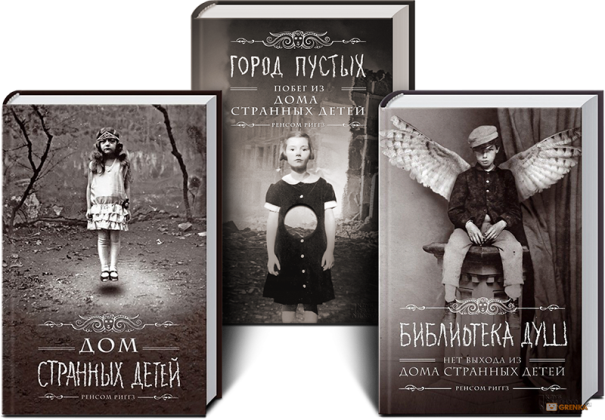 ГОРОД ПУСТЫХ
ПОБЕГ ИЗ
ДОМА
СТРАННЫХ ДЕТЕЙ
РЕНСОМ РИГГЗ
ДОМ
СТРАННЫХ ДЕТЕЙ
РЕНСОМ РИГГЗ
БИБЛИОТЕКА ДУШ
НЕТ ВЫХОДА ИЗ
ДОМА СТРАННЫХ ДЕТЕЙ
РЕНСОМ РИГГЗ
GRENKA